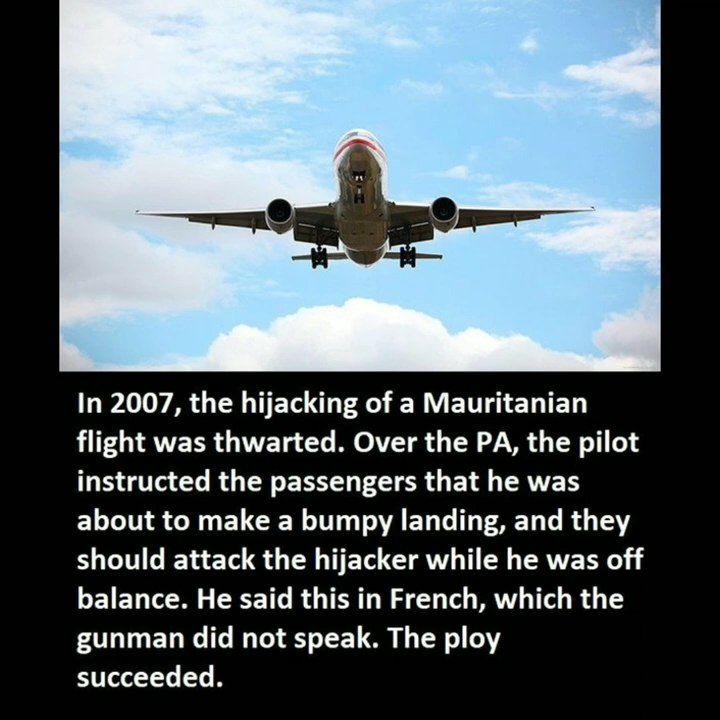 In 2007, the hijacking of a Mauritanian
flight was thwarted. Over the PA, the pilot
instructed the passengers that he was
about to make a bumpy landing, and they
should attack the hijacker while he was off
balance. He said this in French, which the
gunman did not speak. The ploy
succeeded.